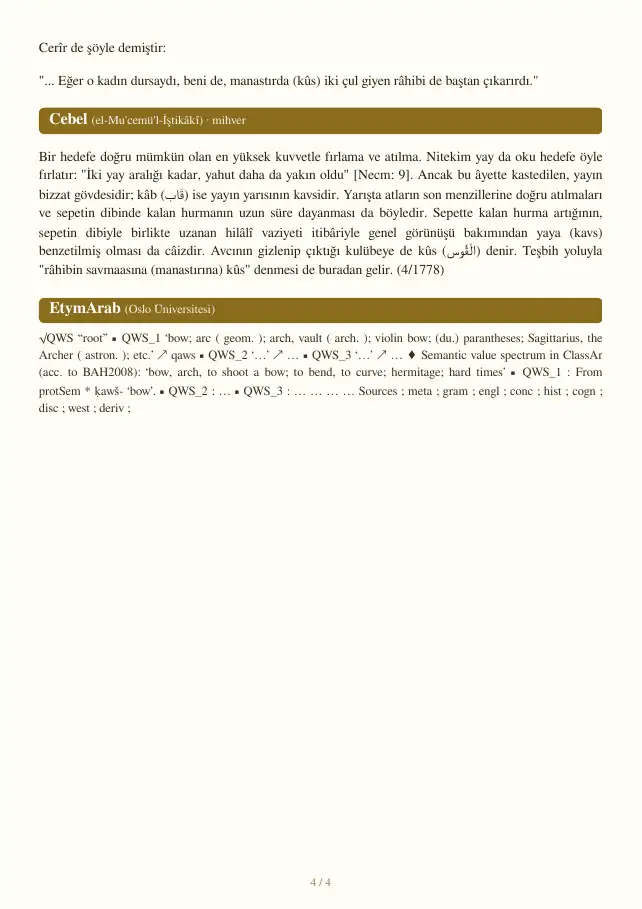 Cerîr de şöyle demiştir:
"... Eğer o kadın dursaydı, beni de, manastırda (kûs) iki çul giyen râhibi de baştan çıkarırdı."
Cebel (el-Mu'cemü'l-İştikâkî) · mihver
Bir hedefe doğru mümkün olan en yüksek kuvvetle fırlama ve atılma. Nitekim yay da oku hedefe öyle
fırlatır: "İki yay aralığı kadar, yahut daha da yakın oldu" [Necm: 9]. Ancak bu âyette kastedilen, yayın
bizzat gövdesidir; kâb (قَاب) ise yayın yarısının kavsidir. Yarışta atların son menzillerine doğru atılmaları
ve sepetin dibinde kalan hurmanın uzun süre dayanması da böyledir. Sepette kalan hurma artığının,
sepetin dibiyle birlikte uzanan hilâlî vaziyeti itibâriyle genel görünüşü bakımından yaya (kavs)
benzetilmiş olması da câizdir. Avcının gizlenip çıktığı kulübeye de kûs (الْقُوس) denir. Teşbih yoluyla
"râhibin savmaasına (manastırına) kûs" denmesi de buradan gelir. (4/1778)
EtymArab (Oslo Üniversitesi)
√QWS “root” ▪ QWS_1 ‘bow; arc ( geom. ); arch, vault ( arch. ); violin bow; (du.) parantheses; Sagittarius, the
Archer ( astron. ); etc.’ ↗ qaws ▪ QWS_2 ‘…’ ↗ … ▪ QWS_3 ‘…’ ↗ … ♦ Semantic value spectrum in ClassAr
(acc. to BAH2008): ‘bow, arch, to shoot a bow; to bend, to curve; hermitage; hard times’ ▪ QWS_1 : From
protSem * ḳawš- ‘bow’. ▪ QWS_2 : … ▪ QWS_3 : … … … … Sources ; meta ; gram ; engl ; conc ; hist ; cogn ;
disc ; west ; deriv ;
4 / 4